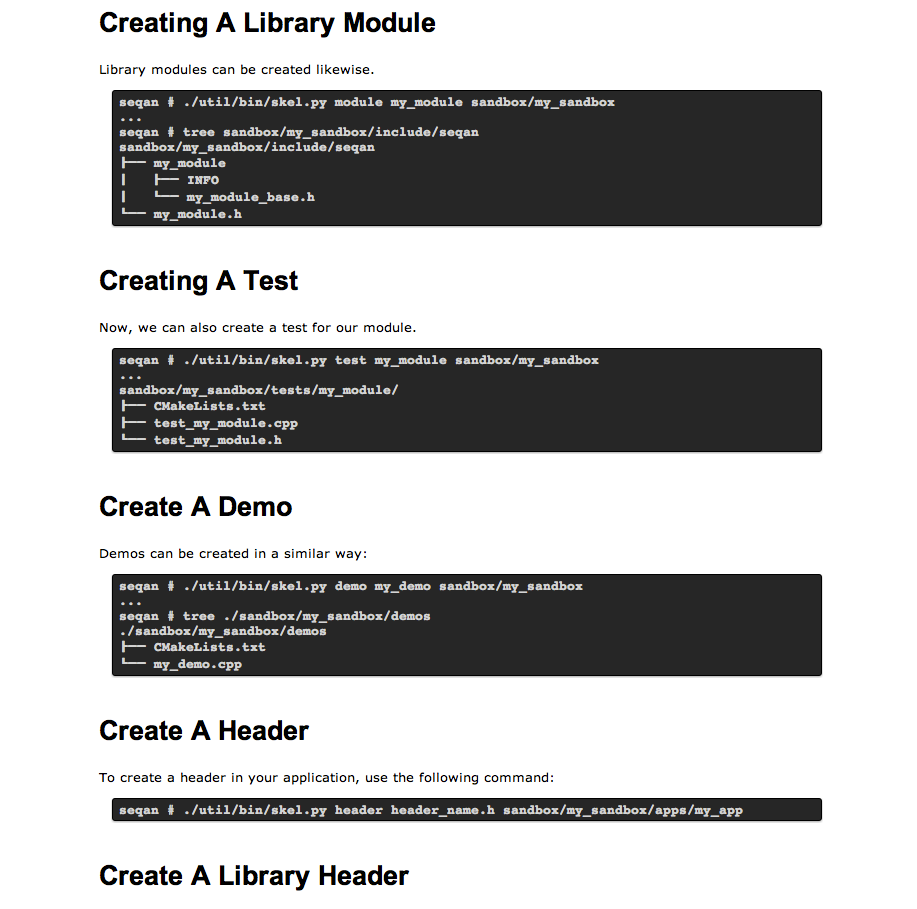 Creating A Library Module
Library modules can be created likewise.
seqan # ./util/bin/skel.py module my_module sandbox/my_sandbox
...
seqan # tree sandbox/my_sandbox/include/seqan
sandbox/my_sandbox/include/seqan
├── my_module
│   ├── INFO
│   └── my_module_base.h
└── my_module.h
Creating A Test
Now, we can also create a test for our module.
seqan # ./util/bin/skel.py test my_module sandbox/my_sandbox
...
sandbox/my_sandbox/tests/my_module/
├── CMakeLists.txt
├── test_my_module.cpp
└── test_my_module.h
Create A Demo
Demos can be created in a similar way:
seqan # ./util/bin/skel.py demo my_demo sandbox/my_sandbox
...
seqan # tree ./sandbox/my_sandbox/demos
./sandbox/my_sandbox/demos
├── CMakeLists.txt
└── my_demo.cpp
Create A Header
To create a header in your application, use the following command:
seqan # ./util/bin/skel.py header header_name.h sandbox/my_sandbox/apps/my_app
Create A Library Header